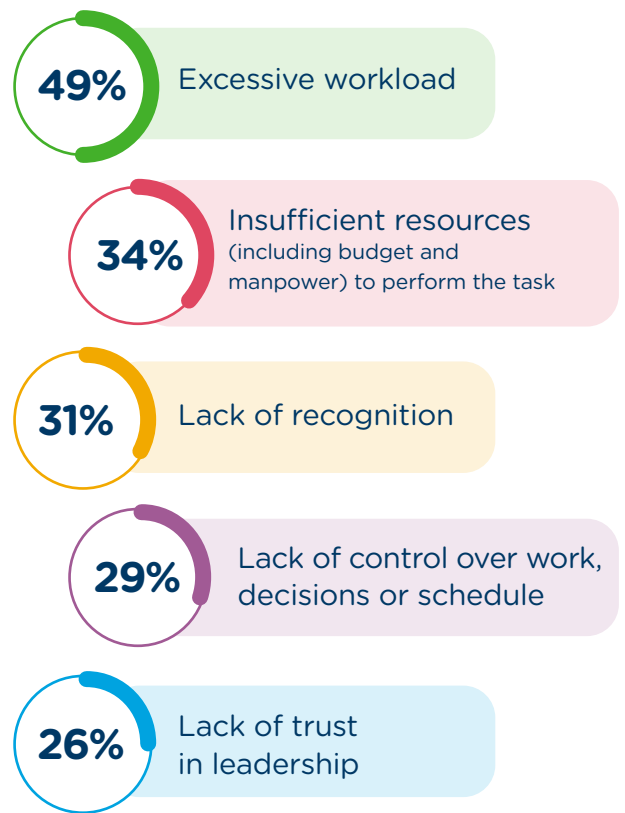 49%
Excessive workload
34%
Insufficient resources
(including budget and
manpower) to perform the task
31%
Lack of recognition
29%
Lack of control over work,
decisions or schedule
26%
Lack of trust
in leadership